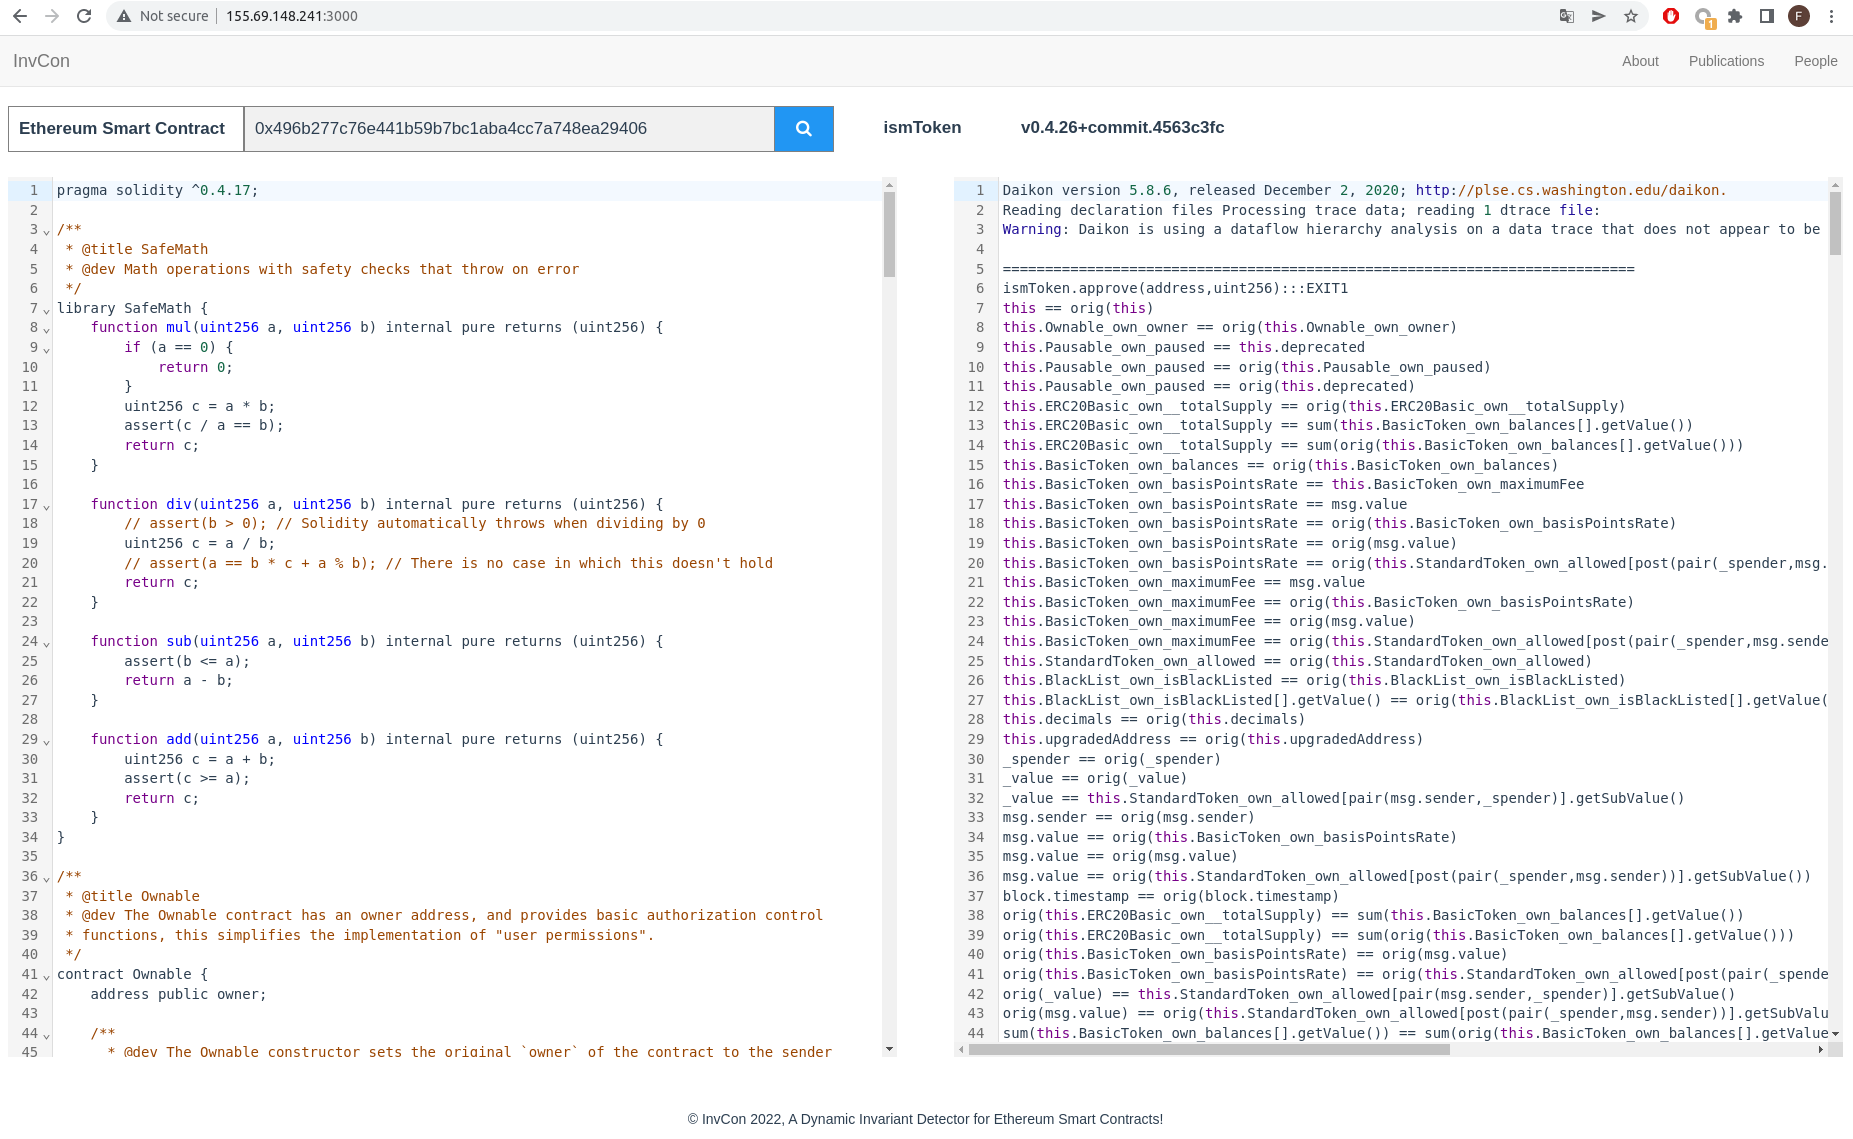 Not secure | 155.69.148.241:3000
1
F
InvCon
About
Publications
People
Ethereum Smart Contract
0x496b277c76e441b59b7bc1aba4cc7a748ea29406
ismToken
v0.4.26+commit.4563c3fc
1 pragma solidity ^0.4.17;
2
3 /**
4  * @title SafeMath
5  * @dev Math operations with safety checks that throw on error
6  */
7 library SafeMath {
8     function mul(uint256 a, uint256 b) internal pure returns (uint256) {
9         if (a == 0) {
10             return 0;
11         }
12         uint256 c = a * b;
13         assert(c / a == b);
14         return c;
15     }
16
17     function div(uint256 a, uint256 b) internal pure returns (uint256) {
18         // assert(b > 0); // Solidity automatically throws when dividing by 0
19         uint256 c = a / b;
20         // assert(a == b * c + a % b); // There is no case in which this doesn't hold
21         return c;
22     }
23
24     function sub(uint256 a, uint256 b) internal pure returns (uint256) {
25         assert(b <= a);
26         return a - b;
27     }
28
29     function add(uint256 a, uint256 b) internal pure returns (uint256) {
30         uint256 c = a + b;
31         assert(c >= a);
32         return c;
33     }
34 }
35
36 /**
37  * @title Ownable
38  * @dev The Ownable contract has an owner address, and provides basic authorization control
39  * functions, this simplifies the implementation of "user permissions".
40  */
41 contract Ownable {
42     address public owner;
43
44     /**
45       * @dev The Ownable constructor sets the original `owner` of the contract to the sender
1 Daikon version 5.8.6, released December 2, 2020; http://plse.cs.washington.edu/daikon.
2 Reading declaration files Processing trace data; reading 1 dtrace file:
3 Warning: Daikon is using a dataflow hierarchy analysis on a data trace that does not appear to be
4
5 ===========================================================================
6 ismToken.approve(address,uint256):::EXIT1
7 this == orig(this)
8 this.Ownable_own_owner == orig(this.Ownable_own_owner)
9 this.Pausable_own_paused == this.deprecated
10 this.Pausable_own_paused == orig(this.Pausable_own_paused)
11 this.Pausable_own_paused == orig(this.deprecated)
12 this.ERC20Basic_own__totalSupply == orig(this.ERC20Basic_own__totalSupply)
13 this.ERC20Basic_own__totalSupply == sum(this.BasicToken_own_balances[].getValue())
14 this.ERC20Basic_own__totalSupply == sum(orig(this.BasicToken_own_balances[].getValue()))
15 this.BasicToken_own_balances == orig(this.BasicToken_own_balances)
16 this.BasicToken_own_basisPointsRate == this.BasicToken_own_maximumFee
17 this.BasicToken_own_basisPointsRate == msg.value
18 this.BasicToken_own_basisPointsRate == orig(this.BasicToken_own_basisPointsRate)
19 this.BasicToken_own_basisPointsRate == orig(msg.value)
20 this.BasicToken_own_basisPointsRate == orig(this.StandardToken_own_allowed[post(pair(_spender,msg.
21 this.BasicToken_own_maximumFee == msg.value
22 this.BasicToken_own_maximumFee == orig(this.BasicToken_own_basisPointsRate)
23 this.BasicToken_own_maximumFee == orig(msg.value)
24 this.BasicToken_own_maximumFee == orig(this.StandardToken_own_allowed[post(pair(_spender,msg.sende
25 this.StandardToken_own_allowed == orig(this.StandardToken_own_allowed)
26 this.BlackList_own_isBlackListed == orig(this.BlackList_own_isBlackListed)
27 this.BlackList_own_isBlackListed[].getValue() == orig(this.BlackList_own_isBlackListed[].getValue(
28 this.decimals == orig(this.decimals)
29 this.upgradedAddress == orig(this.upgradedAddress)
30 _spender == orig(_spender)
31 _value == orig(_value)
32 _value == this.StandardToken_own_allowed[pair(msg.sender,_spender)].getSubValue()
33 msg.sender == orig(msg.sender)
34 msg.value == orig(this.BasicToken_own_basisPointsRate)
35 msg.value == orig(msg.value)
36 msg.value == orig(this.StandardToken_own_allowed[post(pair(_spender,msg.sender))].getSubValue())
37 block.timestamp == orig(block.timestamp)
38 orig(this.ERC20Basic_own__totalSupply) == sum(this.BasicToken_own_balances[].getValue())
39 orig(this.ERC20Basic_own__totalSupply) == sum(orig(this.BasicToken_own_balances[].getValue()))
40 orig(this.BasicToken_own_basisPointsRate) == orig(msg.value)
41 orig(this.BasicToken_own_basisPointsRate) == orig(this.StandardToken_own_allowed[post(pair(_spende
42 orig(_value) == this.StandardToken_own_allowed[pair(msg.sender,_spender)].getSubValue()
43 orig(msg.value) == orig(this.StandardToken_own_allowed[post(pair(_spender,msg.sender))].getSubValu
44 sum(this.BasicToken_own_balances[].getValue()) == sum(orig(this.BasicToken_own_balances[].getValue
© InvCon 2022, A Dynamic Invariant Detector for Ethereum Smart Contracts!